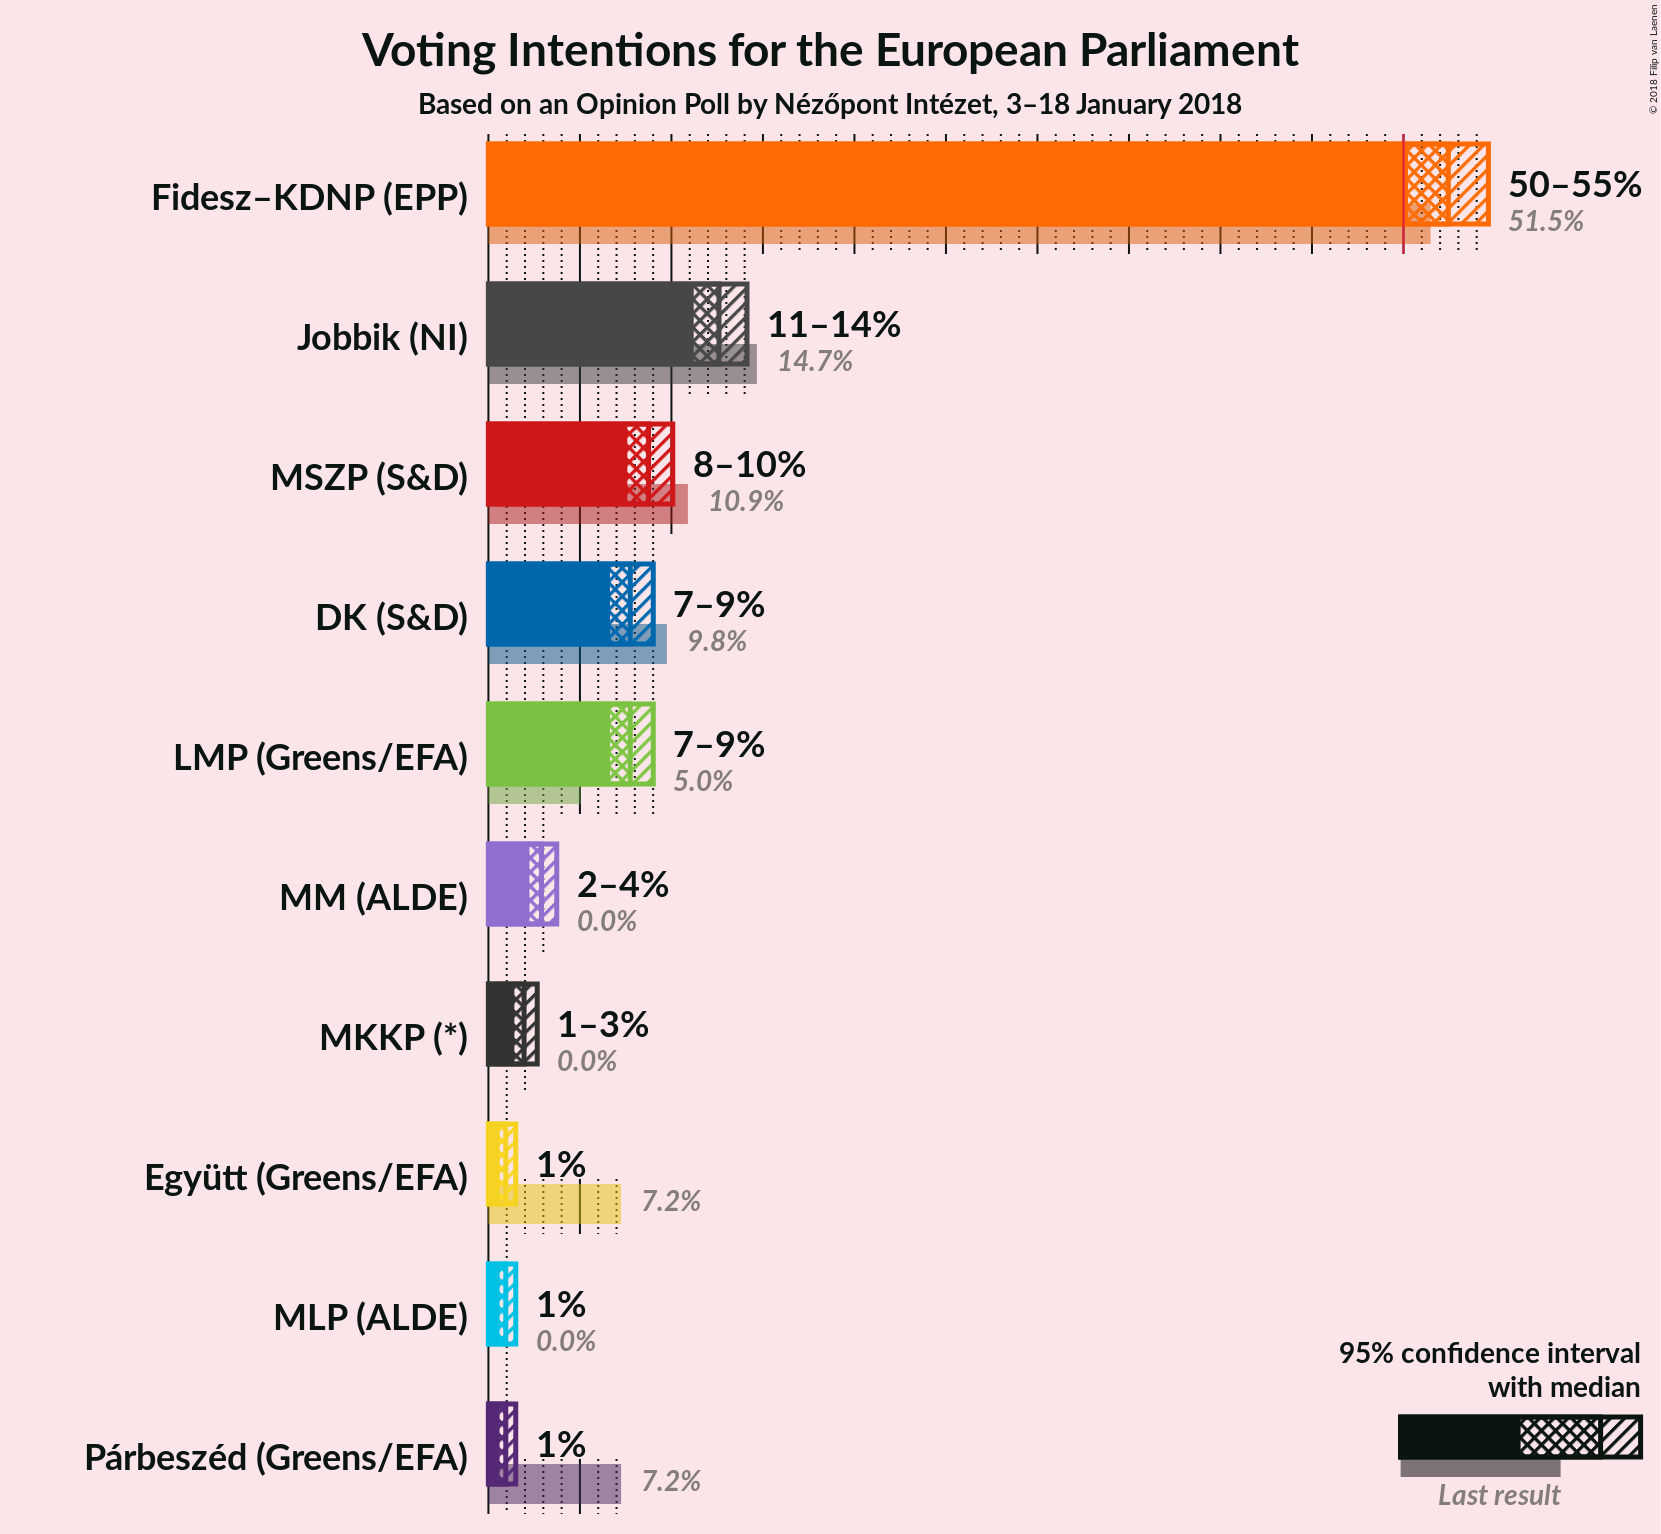 Voting Intentions for the European Parliament
Based on an Opinion Poll by Nézőpont Intézet, 3–18 January 2018
© 2018 Filip van Laenen
Fidesz–KDNP (EPP)
50–55%
51.5%
Jobbik (NI)
11–14%
14.7%
MSZP (S&D)
8–10%
10.9%
DK (S&D)
7–9%
9.8%
LMP (Greens/EFA)
7–9%
5.0%
MM (ALDE)
2–4%
0.0%
MKKP (*)
1–3%
0.0%
Együtt (Greens/EFA)
1%
7.2%
MLP (ALDE)
1%
0.0%
Párbeszéd (Greens/EFA)
1%
7.2%
95% confidence interval
with median
Last result